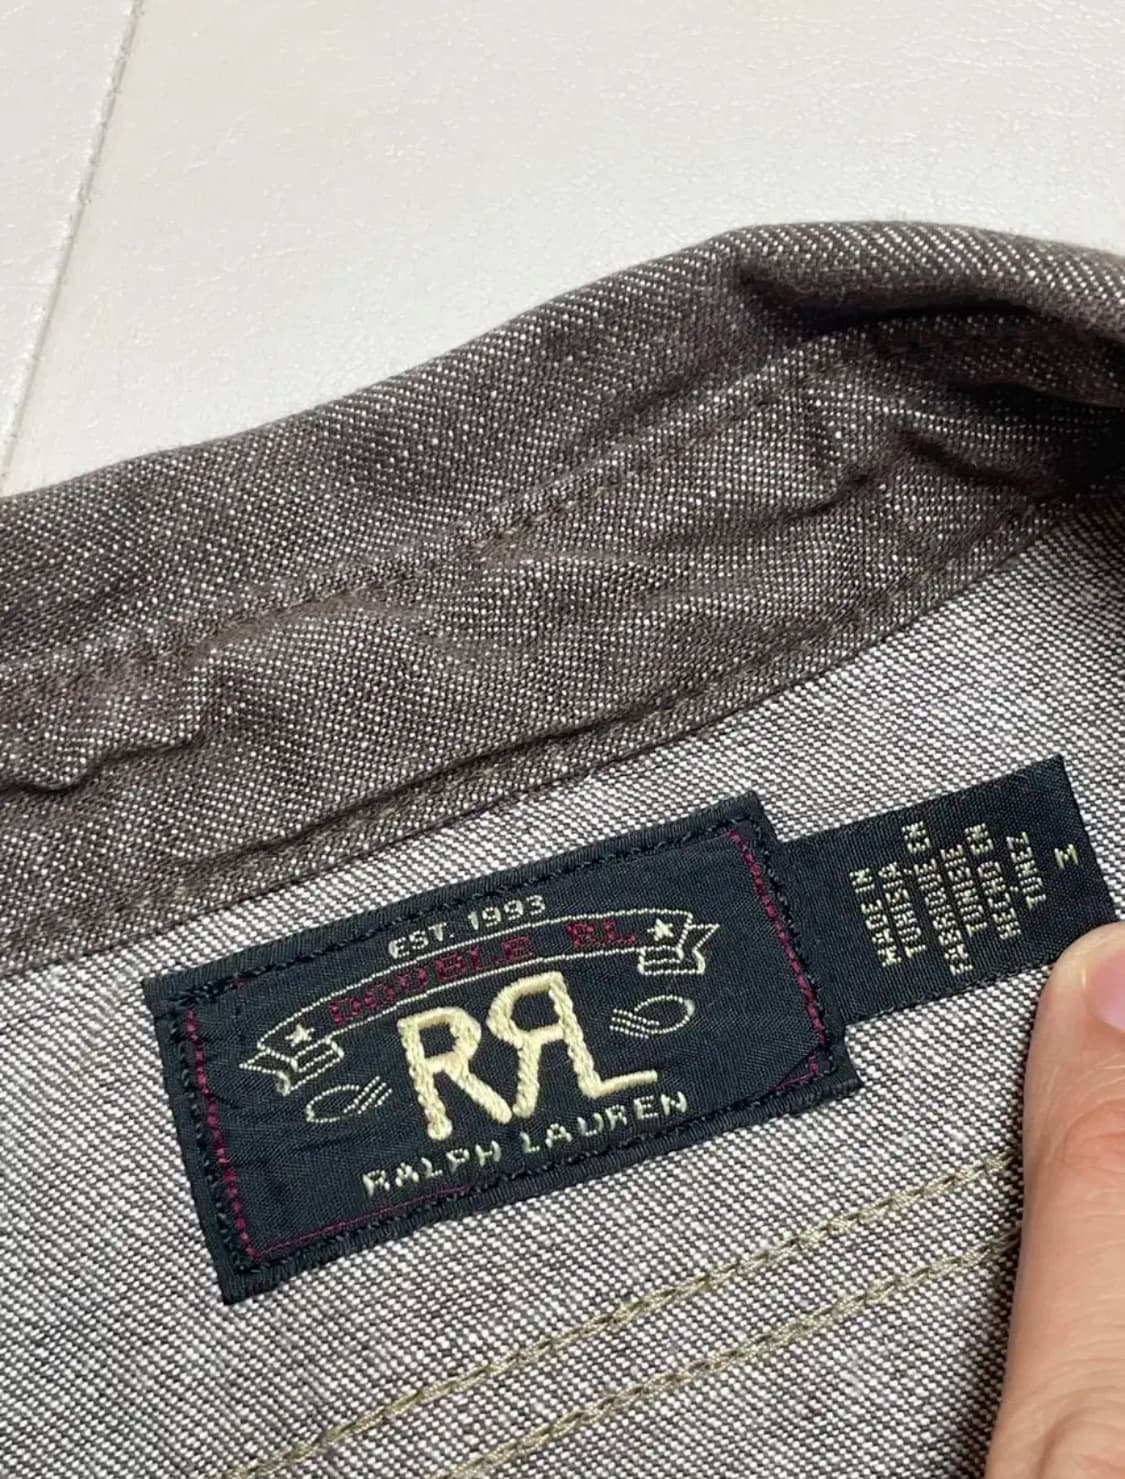 EST. 1993
DOUBLE RL
RRL
RALPH LAUREN
MADE IN
TUNISIA
FABRIQUE EN
TUNISIE
HECHO EN
TUNEZ
M